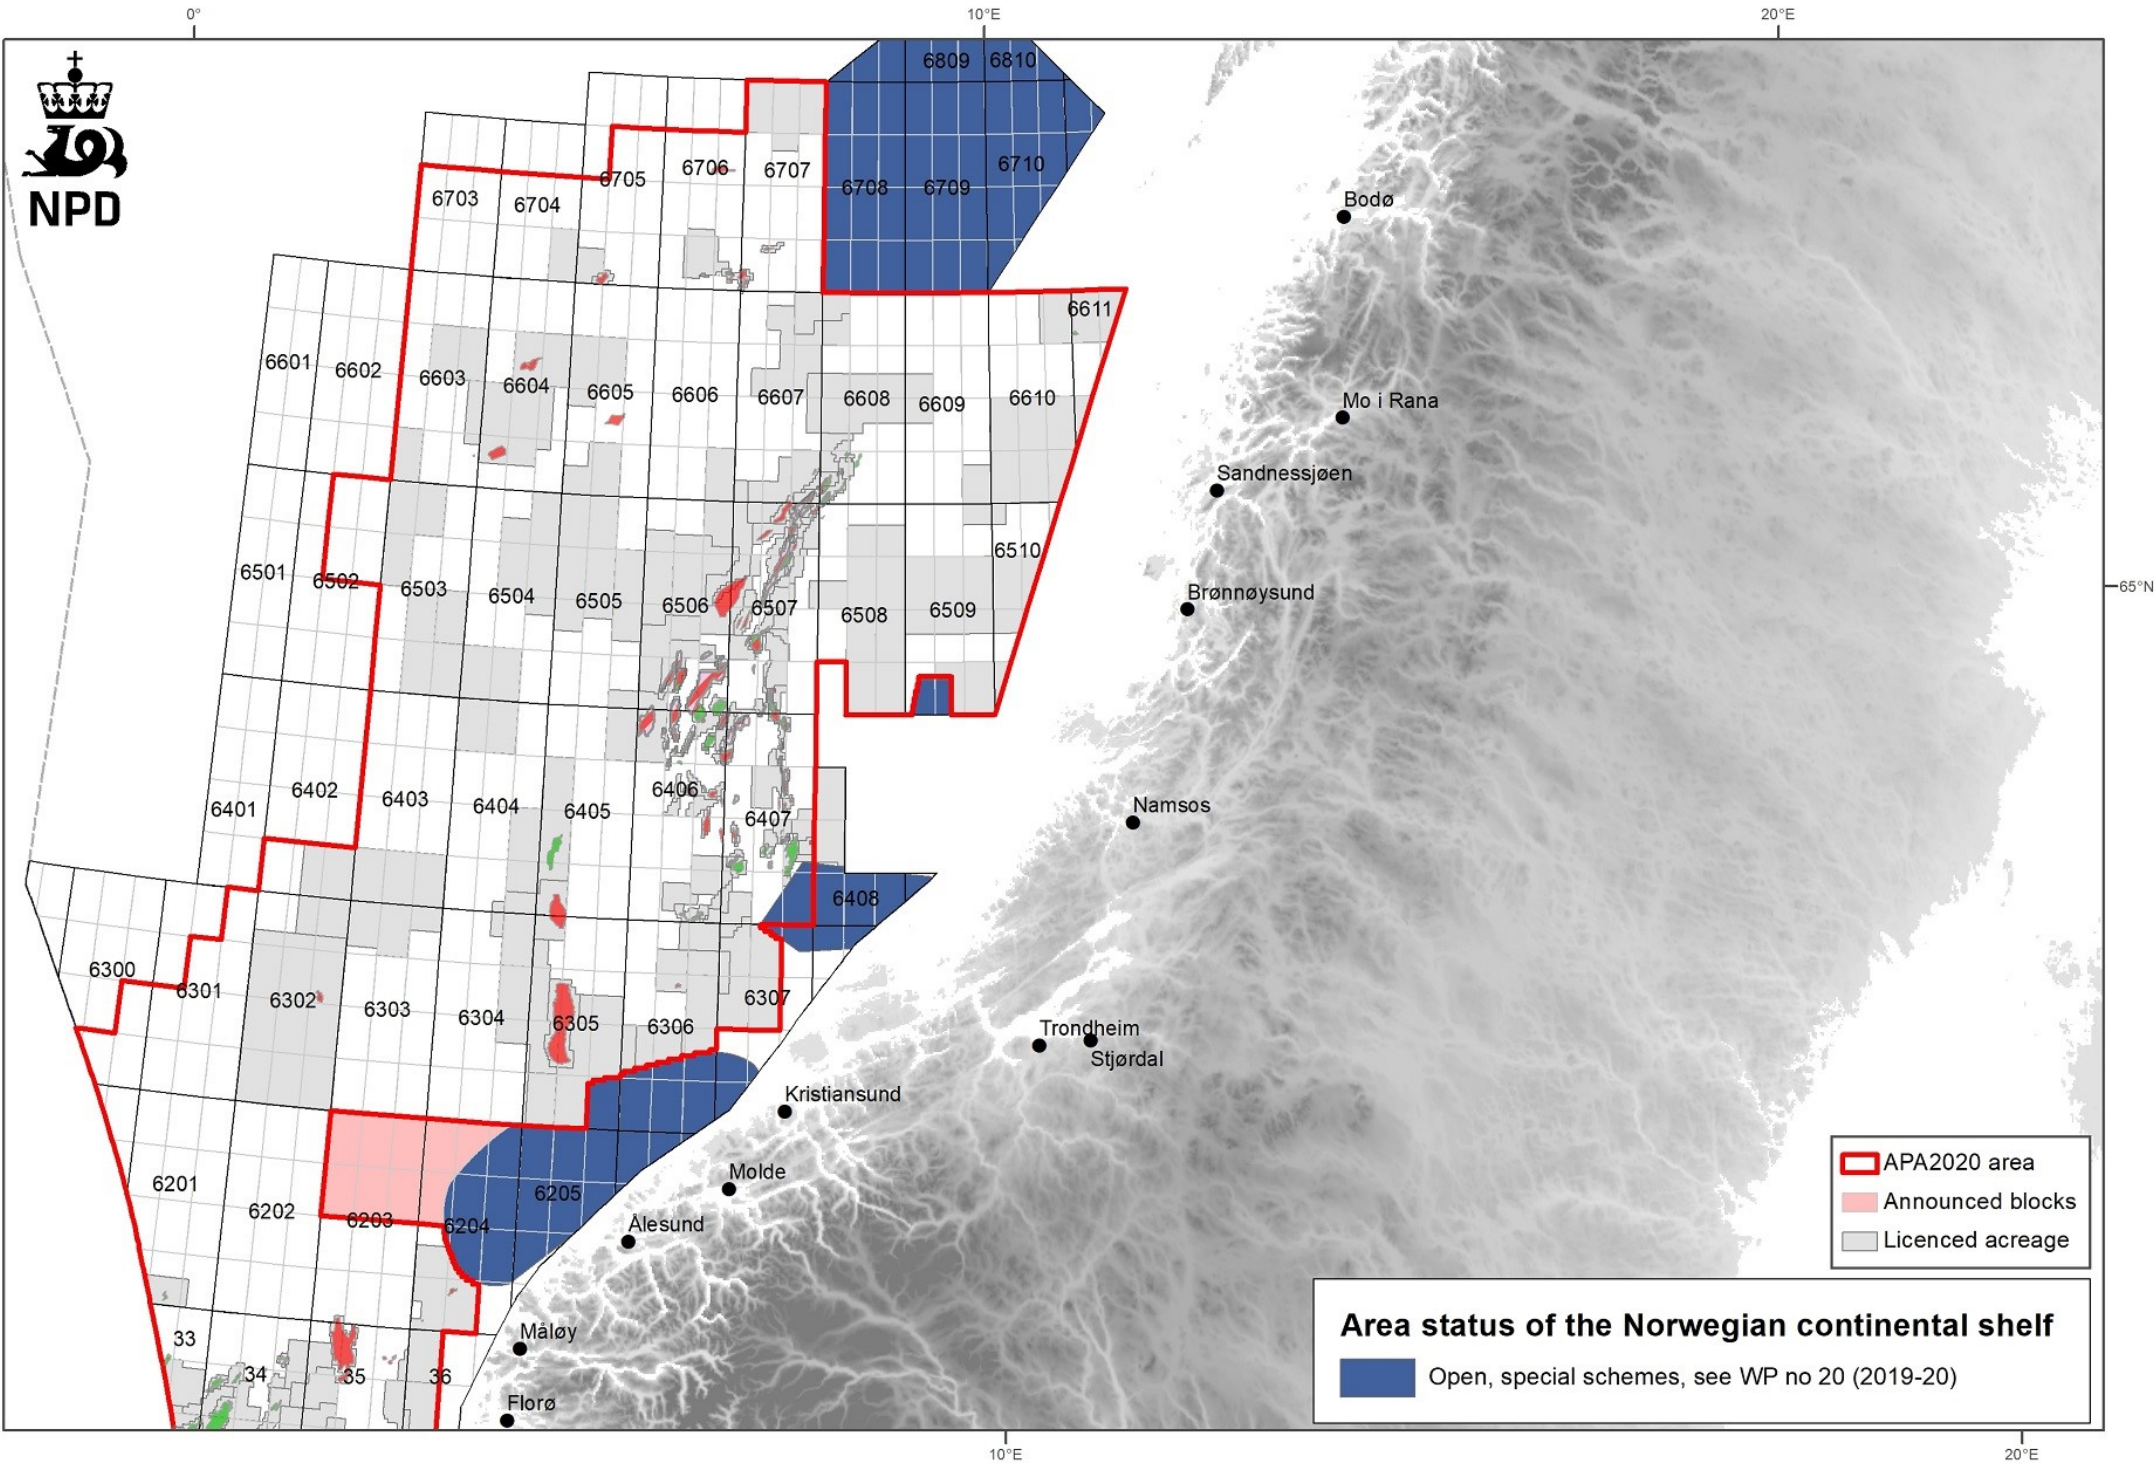 0°
10°E
20°E
NPD
6809
6810
6705
6706
6707
6708
6709
6710
6703
6704
Bodø
6611
6601
6602
6603
6604
6605
6606
6607
6608
6609
6610
Mo i Rana
Sandnessjøen
6501
6502
6503
6504
6505
6506
6507
6508
6509
6510
65°N
Brønnøysund
6401
6402
6403
6404
6405
6406
6407
6408
Namsos
6300
6301
6302
6303
6304
6305
6306
6307
Trondheim
Stjørdal
Kristiansund
6201
6202
6203
6204
6205
Molde
Ålesund
33
34
35
36
Måløy
Florø
APA2020 area
Announced blocks
Licenced acreage
Area status of the Norwegian continental shelf
Open, special schemes, see WP no 20 (2019-20)
10°E
20°E